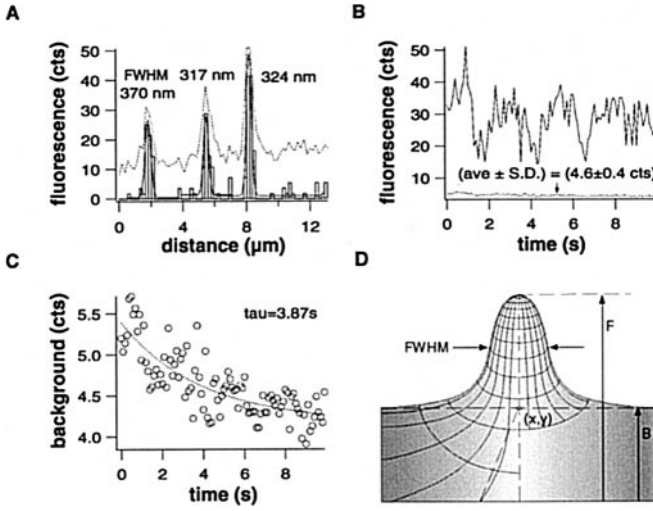 A
fluorescence (cts)
50
40
30
20
10
0
FWHM
370 nm
317 nm
324 nm
0
4
8
12
distance (µm)
B
fluorescence (cts)
50
40
30
20
10
(ave ± S.D.) = (4.6±0.4 cts)
0
2
4
6
8
time (s)
C
background (cts)
5.5
5.0
4.5
4.0
tau=3.87s
0
2
4
6
8
time (s)
D
FWHM
F
(x,y)
B